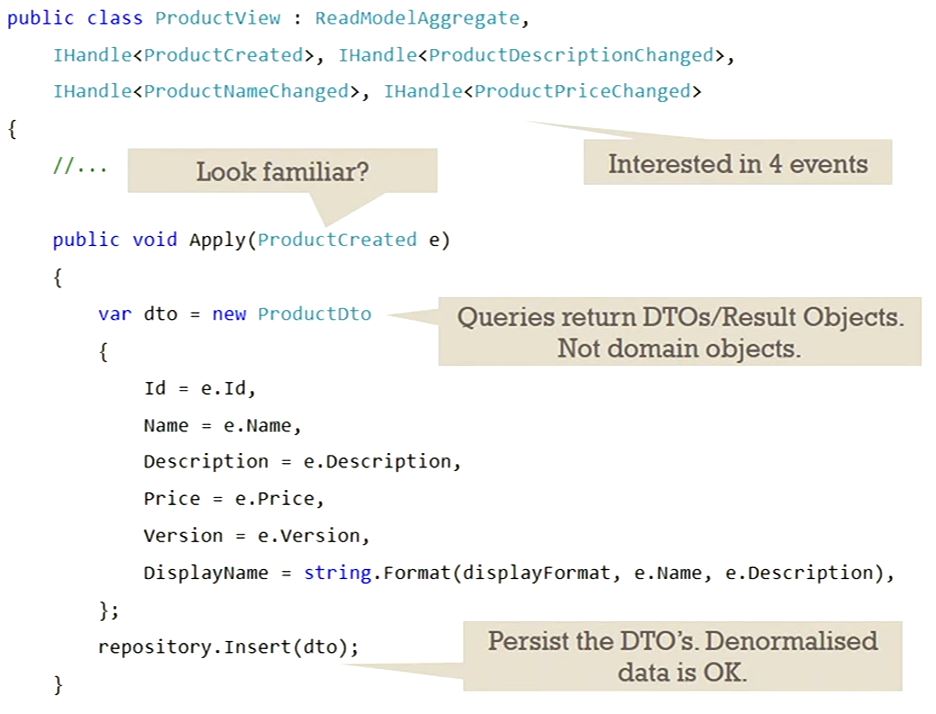 public class ProductView : ReadModelAggregate,
IHandle<ProductCreated>, IHandle<ProductDescriptionChanged>,
IHandle<ProductNameChanged>, IHandle<ProductPriceChanged>
{
Interested in 4 events
//...
Look familiar?
public void Apply(ProductCreated e)
{
var dto = new ProductDto
Queries return DTOs/Result Objects.
Not domain objects.
{
Id = e.Id,
Name = e.Name,
Description = e.Description,
Price = e.Price,
Version = e.Version,
DisplayName = string.Format(displayFormat, e.Name, e.Description),
};
repository.Insert(dto);
Persist the DTO's. Denormalised
data is OK.
}